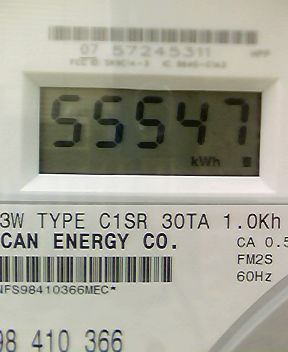 07 57245311
55547
kWh
3W TYPE C1SR 30TA 1.0Kh
CAN ENERGY CO.
CA 0.5
FM2S
60Hz
NFS98410366MEC*
98 410 366